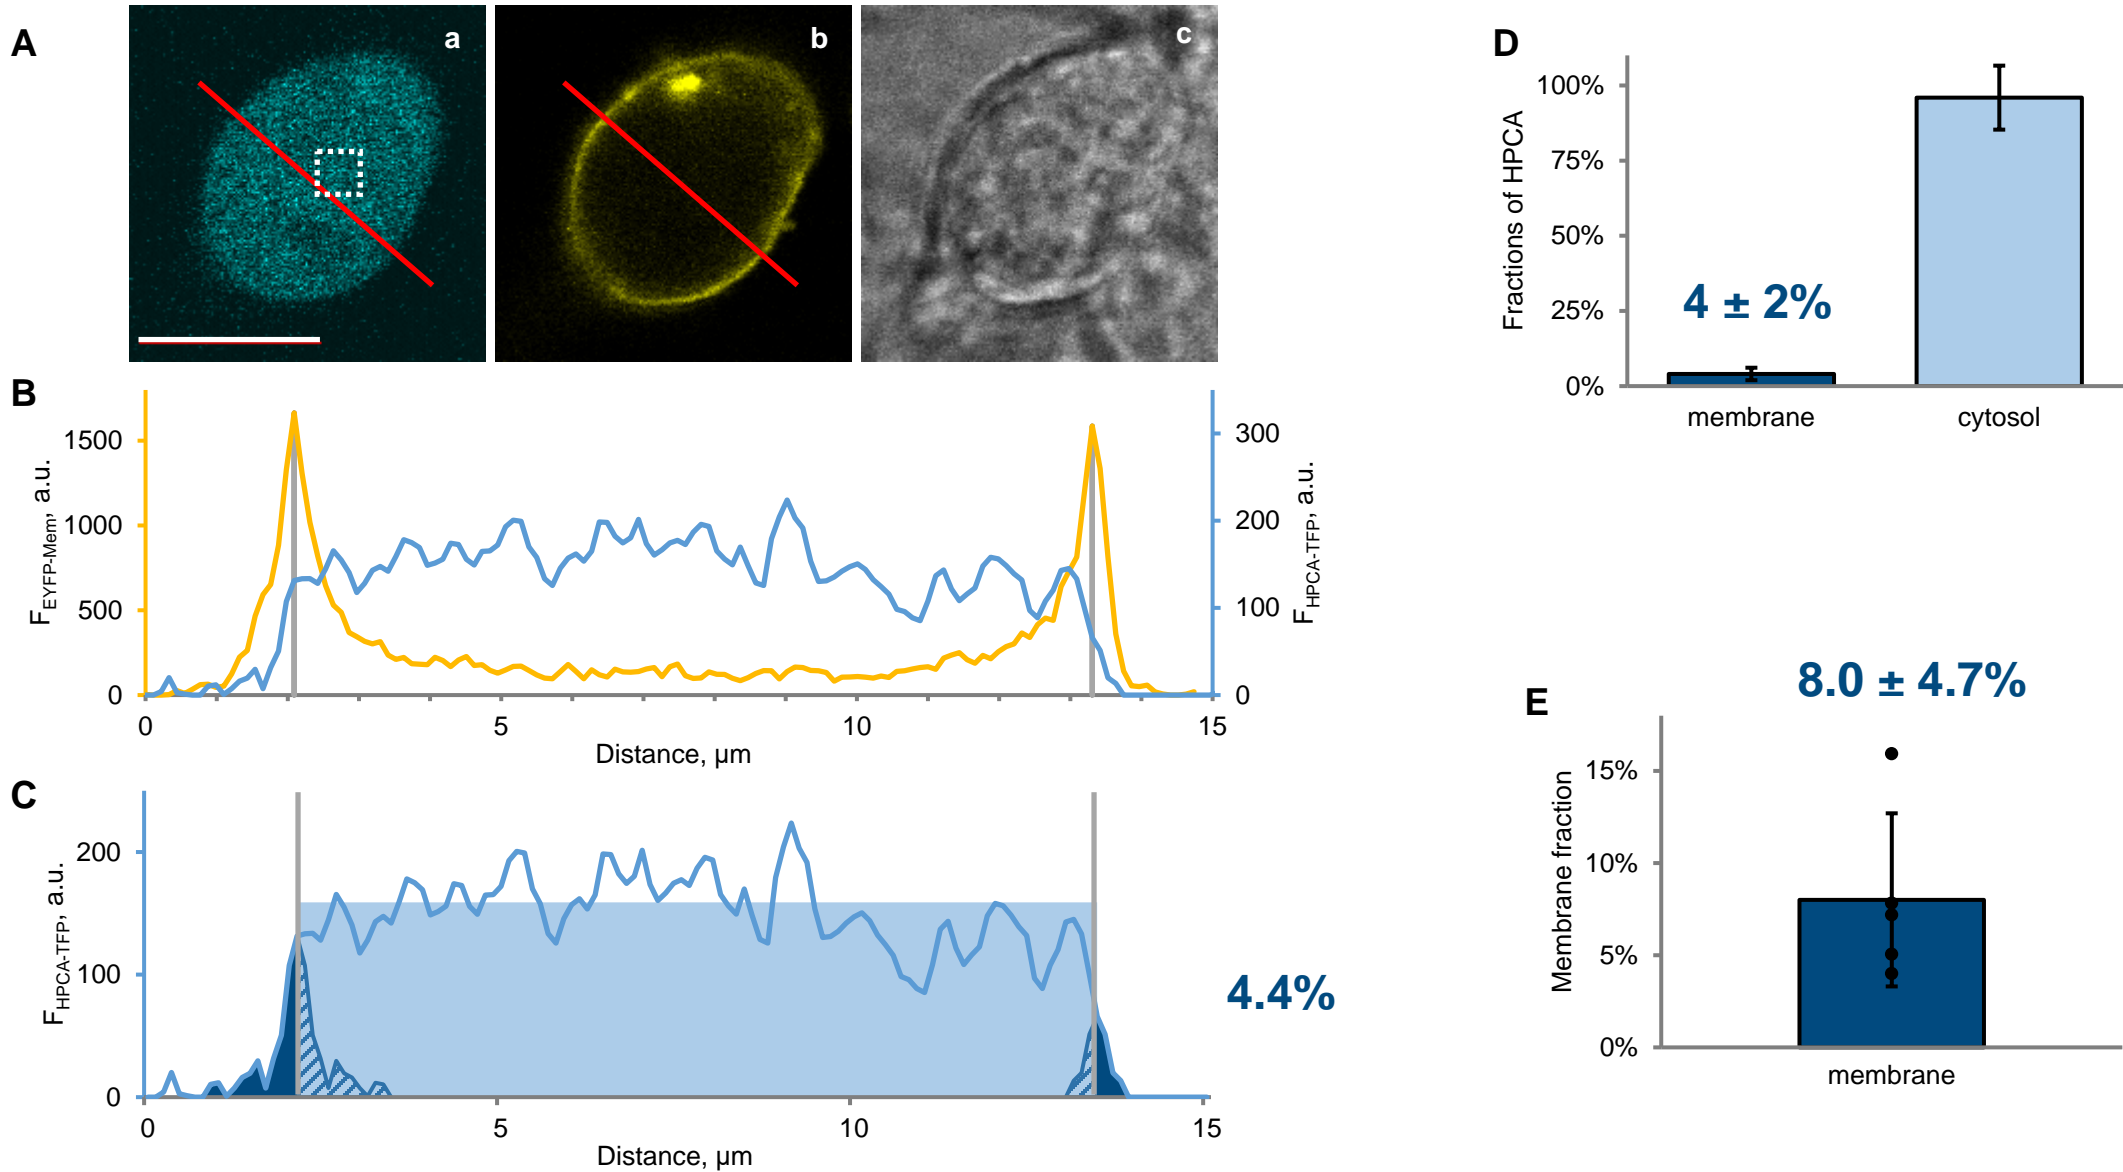 A
a
b
c
B
1500
1000
500
0
F_EYFP-Mem, a.u.
300
200
100
0
F_HPCA-TFP, a.u.
0
5
10
15
Distance, µm
C
200
100
0
F_HPCA-TFP, a.u.
4.4%
0
5
10
15
Distance, µm
D
100%
75%
50%
25%
0%
Fractions of HPCA
4 ± 2%
membrane
cytosol
8.0 ± 4.7%
E
15%
10%
5%
0%
Membrane fraction
membrane